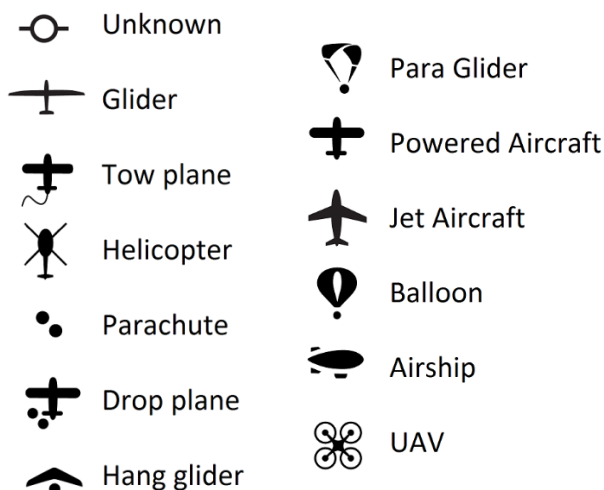 Unknown
Glider
Tow plane
Helicopter
Parachute
Drop plane
Hang glider
Para Glider
Powered Aircraft
Jet Aircraft
Balloon
Airship
UAV